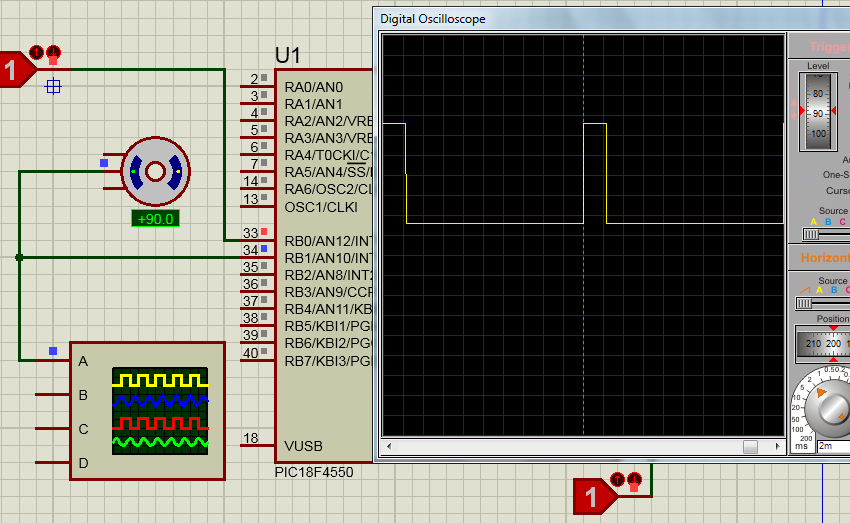 Digital Oscilloscope
1
U1
2
RA0/AN0
3
RA1/AN1
4
RA2/AN2/VRE
5
RA3/AN3/VRE
6
RA4/T0CKI/C1
7
RA5/AN4/SS/
14
RA6/OSC2/CL
13
OSC1/CLKI
+90.0
33
RB0/AN12/INT
34
RB1/AN10/INT
35
RB2/AN8/INT2
36
RB3/AN9/CCP
37
RB4/AN11/KB
38
RB5/KBI1/PG
39
RB6/KBI2/PG
40
RB7/KBI3/PG
A
B
C
D
18
VUSB
PIC18F4550
1
Trigger
Level
80
90
100
Au
One-S
Curso
Source
A B C
Horizont
Source
A B C
Position
210 200 1
1 0.5 0.2
2
5
10
20
50
100
200
ms
2m